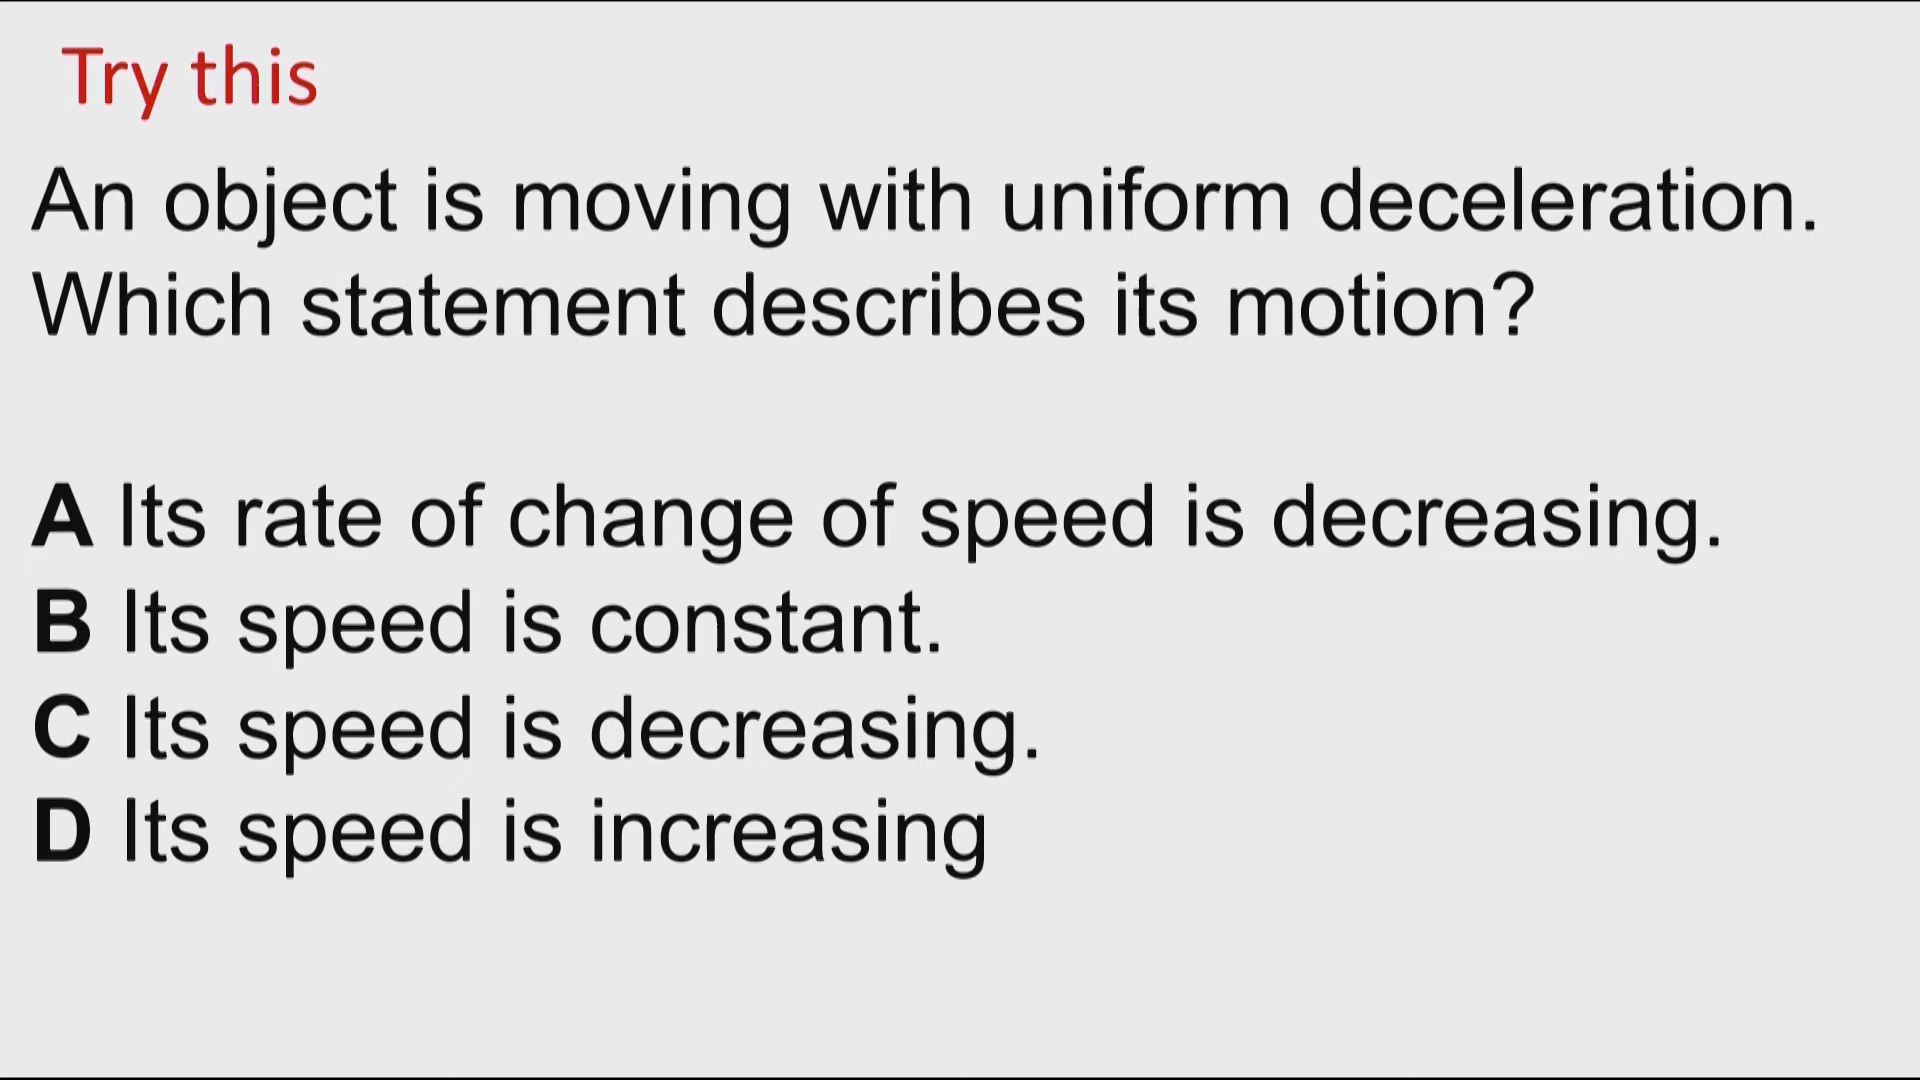 Try this
An object is moving with uniform deceleration.
Which statement describes its motion?
A Its rate of change of speed is decreasing.
B Its speed is constant.
C Its speed is decreasing.
D Its speed is increasing